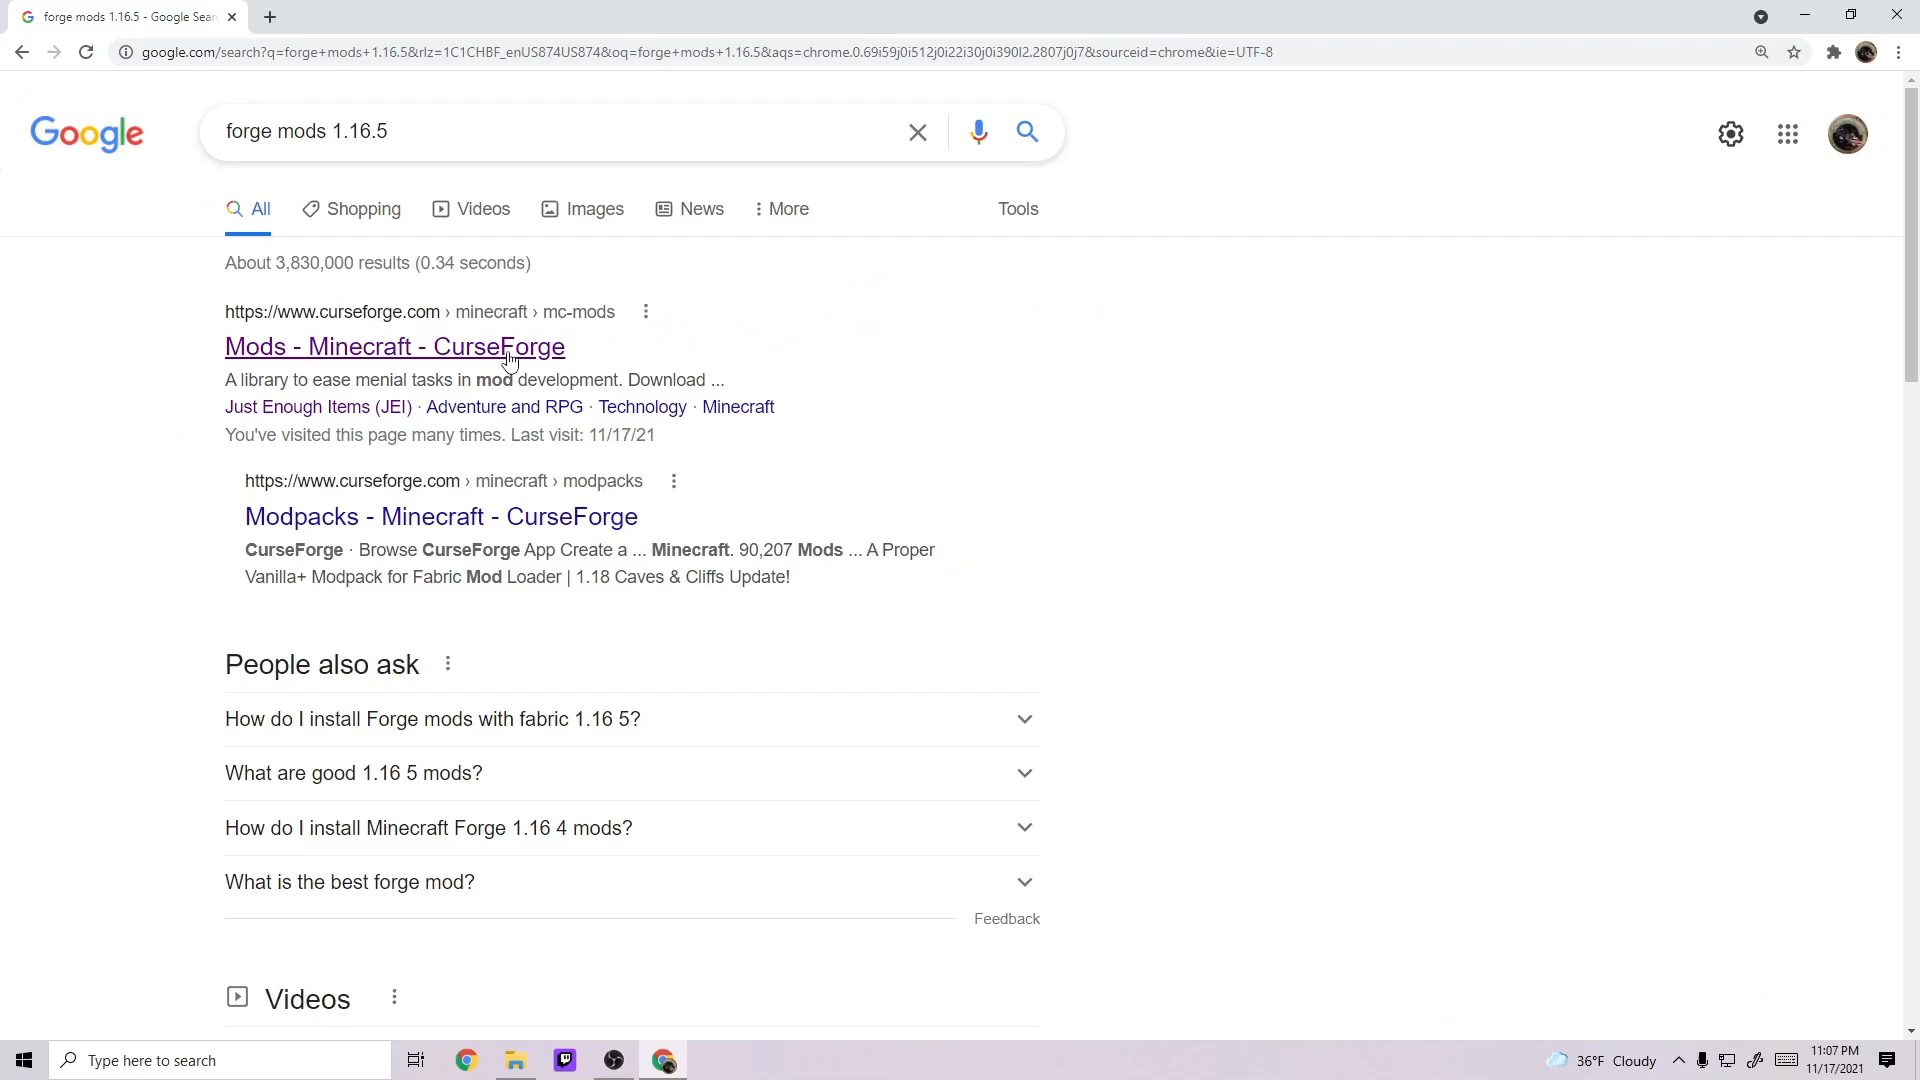 forge mods 1.16.5 - Google Sear
google.com/search?q=forge+mods+1.16.5&rlz=1C1CHBF_enUS874US874&oq=forge+mods+1.16.5&aqs=chrome.0.69i59j0i512j0i22i30j0i390l2.2807j0j7&sourceid=chrome&ie=UTF-8
Google
forge mods 1.16.5
All Shopping Videos Images News More Tools
About 3,830,000 results (0.34 seconds)
https://www.curseforge.com › minecraft › mc-mods
Mods - Minecraft - CurseForge
A library to ease menial tasks in mod development. Download ...
Just Enough Items (JEI) · Adventure and RPG · Technology · Minecraft
You've visited this page many times. Last visit: 11/17/21
https://www.curseforge.com › minecraft › modpacks
Modpacks - Minecraft - CurseForge
CurseForge · Browse CurseForge App Create a ... Minecraft. 90,207 Mods ... A Proper
Vanilla+ Modpack for Fabric Mod Loader | 1.18 Caves & Cliffs Update!
People also ask
How do I install Forge mods with fabric 1.16 5?
What are good 1.16 5 mods?
How do I install Minecraft Forge 1.16 4 mods?
What is the best forge mod?
Feedback
Videos
Type here to search
36°F Cloudy
11:07 PM
11/17/2021